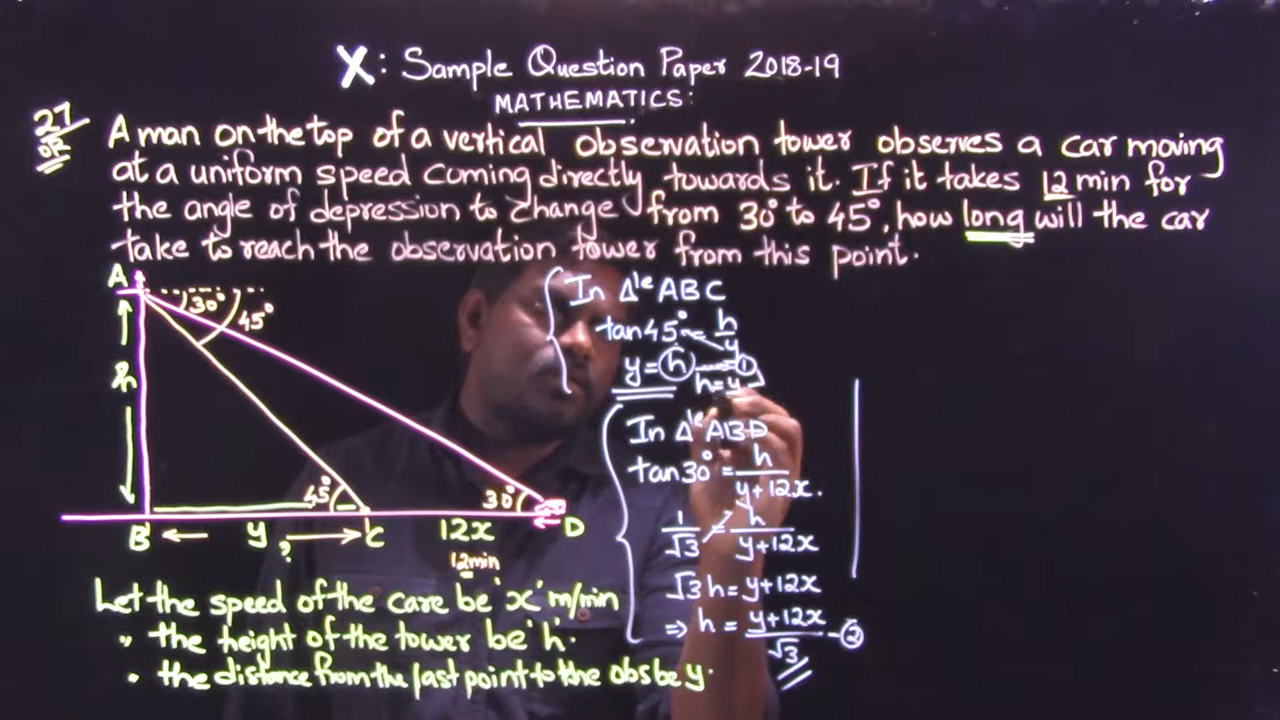 X: Sample Question Paper 2018-19
MATHEMATICS:
27
OR
A man on the top of a vertical observation tower observes a car moving
at a uniform speed coming directly towards it. If it takes 12 min for
the angle of depression to change from 30° to 45°, how long will the car
take to reach the observation tower from this point.
A
30°
45°
h
45°
30°
B
y
?
C
12x
12min
D
Let the speed of the care be 'x' m/min
" the height of the tower be 'h'.
" the distance from the last point to the obs be y.
In Δle ABC
tan45° = h/y
y = h —①
h = y
In Δle ABD
tan30° = h/y+12x.
1/√3 = h/y+12x
√3 h = y+12x
⇒ h = y+12x/√3 —②